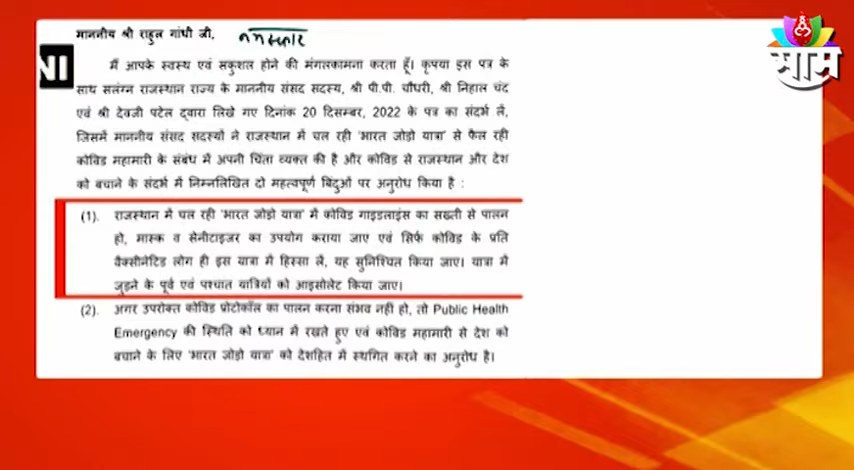 माननीय श्री राहुल गांधी जी, नमस्कार
NI
साम
मैं आपके स्वस्थ एवं सकुशल होने की मंगलकामना करता हूँ। कृपया इस पत्र के
साथ सलंग्न राजस्थान राज्य के माननीय संसद सदस्य, श्री पी.पी. चौधरी, श्री निहाल चंद
एवं श्री देवजी पटेल द्वारा लिखे गए दिनांक 20 दिसम्बर, 2022 के पत्र का संदर्भ लें,
जिसमें माननीय संसद सदस्यों ने राजस्थान में चल रही 'भारत जोड़ो यात्रा' से फैल रही
कोविड महामारी के संबंध में अपनी चिंता व्यक्त की है और कोविड से राजस्थान और देश
को बचाने के संदर्भ में निम्नलिखित दो महत्वपूर्ण बिंदुओं पर अनुरोध किया है :
(1). राजस्थान में चल रही 'भारत जोड़ो यात्रा' में कोविड गाइडलाइंस का सख्ती से पालन
हो, मास्क व सेनीटाइजर का उपयोग कराया जाए एवं सिर्फ कोविड के प्रति
वैक्सीनेटिड लोग ही इस यात्रा में हिस्सा लें, यह सुनिश्चित किया जाए। यात्रा में
जुड़ने के पूर्व एवं पश्चात यात्रियों को आइसोलेट किया जाए।
(2). अगर उपरोक्त कोविड प्रोटोकॉल का पालन करना संभव नहीं हो, तो Public Health
Emergency की स्थिति को ध्यान में रखते हुए एवं कोविड महामारी से देश को
बचाने के लिए 'भारत जोड़ो यात्रा' को देशहित में स्थगित करने का अनुरोध है।